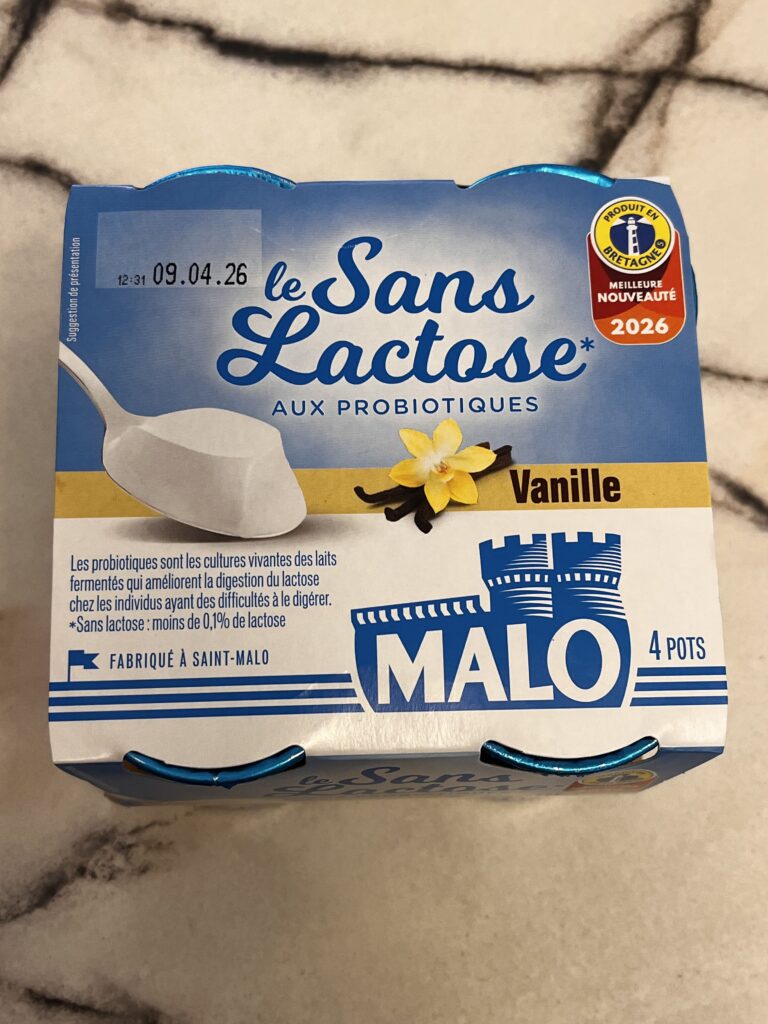 Suggestion de présentation
12:31 09.04.26
le Sans
Lactose*
AUX PROBIOTIQUES
PRODUIT EN
BRETAGNE
MEILLEURE
NOUVEAUTÉ
2026
Vanille
Les probiotiques sont les cultures vivantes des laits
fermentés qui améliorent la digestion du lactose
chez les individus ayant des difficultés à le digérer.
*Sans lactose : moins de 0,1% de lactose
FABRIQUÉ À SAINT-MALO
MALO
4 POTS
le Sans
Lactose*